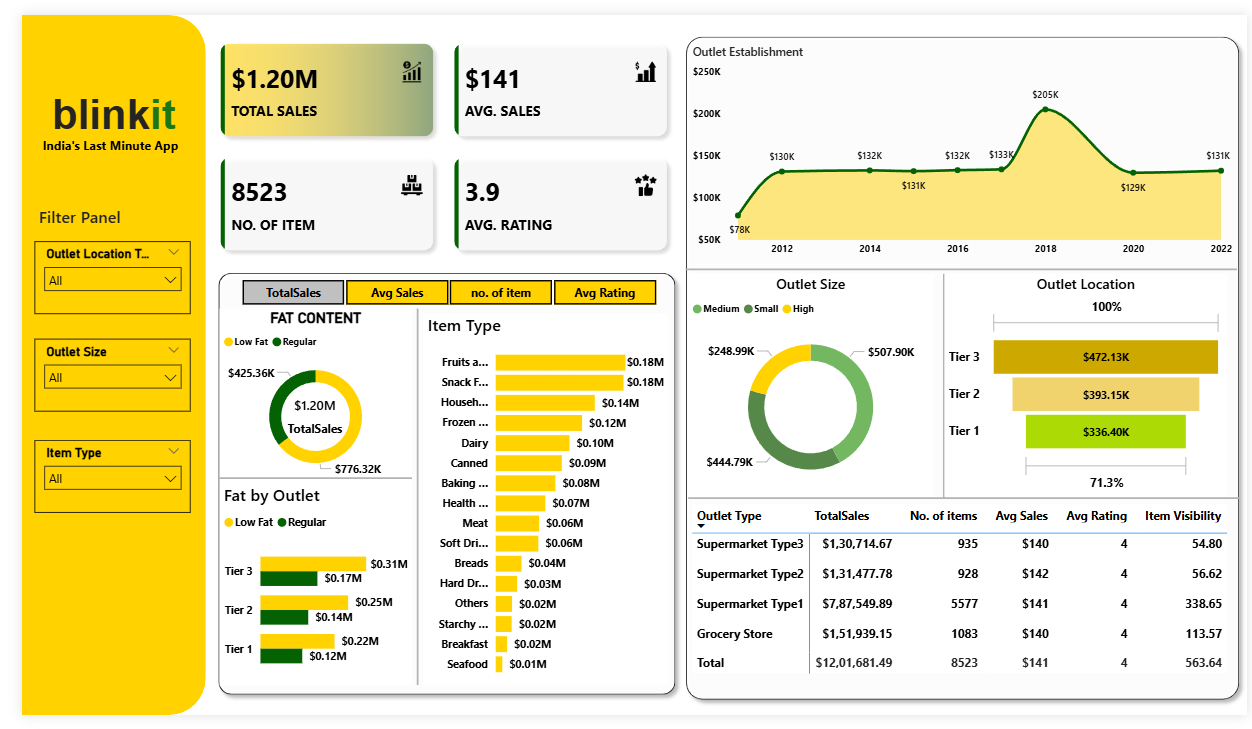 blinkit
India's Last Minute App
Filter Panel
Outlet Location T...
All
Outlet Size
All
Item Type
All
$1.20M
TOTAL SALES
$141
AVG. SALES
8523
NO. OF ITEM
3.9
AVG. RATING
TotalSales Avg Sales no. of item Avg Rating
FAT CONTENT
Low Fat Regular
$425.36K
$1.20M
TotalSales
$776.32K
Fat by Outlet
Low Fat Regular
Tier 3 $0.31M
$0.17M
Tier 2 $0.25M
$0.14M
Tier 1 $0.22M
$0.12M
Item Type
Fruits a... $0.18M
Snack F... $0.18M
Househ... $0.14M
Frozen ... $0.12M
Dairy $0.10M
Canned $0.09M
Baking ... $0.08M
Health ... $0.07M
Meat $0.06M
Soft Dri... $0.06M
Breads $0.04M
Hard Dr... $0.03M
Others $0.02M
Starchy ... $0.02M
Breakfast $0.02M
Seafood $0.01M
Outlet Establishment
$250K
$200K
$150K
$100K
$50K
$78K $130K $132K $131K $132K $133K $205K $129K $131K
2012 2014 2016 2018 2020 2022
Outlet Size
Medium Small High
$248.99K
$507.90K
$444.79K
Outlet Location
100%
Tier 3 $472.13K
Tier 2 $393.15K
Tier 1 $336.40K
71.3%
Outlet Type TotalSales No. of items Avg Sales Avg Rating Item Visibility
Supermarket Type3 $1,30,714.67 935 $140 4 54.80
Supermarket Type2 $1,31,477.78 928 $142 4 56.62
Supermarket Type1 $7,87,549.89 5577 $141 4 338.65
Grocery Store $1,51,939.15 1083 $140 4 113.57
Total $12,01,681.49 8523 $141 4 563.64